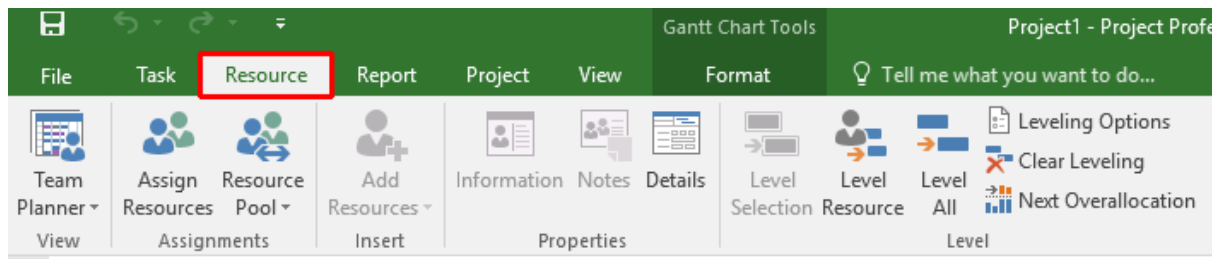 Gantt Chart Tools
Project1 - Project Profe
File Task Resource Report Project View Format Tell me what you want to do...
Team Planner
Assign Resources
Resource Pool
Add Resources
Information
Notes
Details
Level Selection
Level Resource
Level All
Leveling Options
Clear Leveling
Next Overallocation
View
Assignments
Insert
Properties
Level